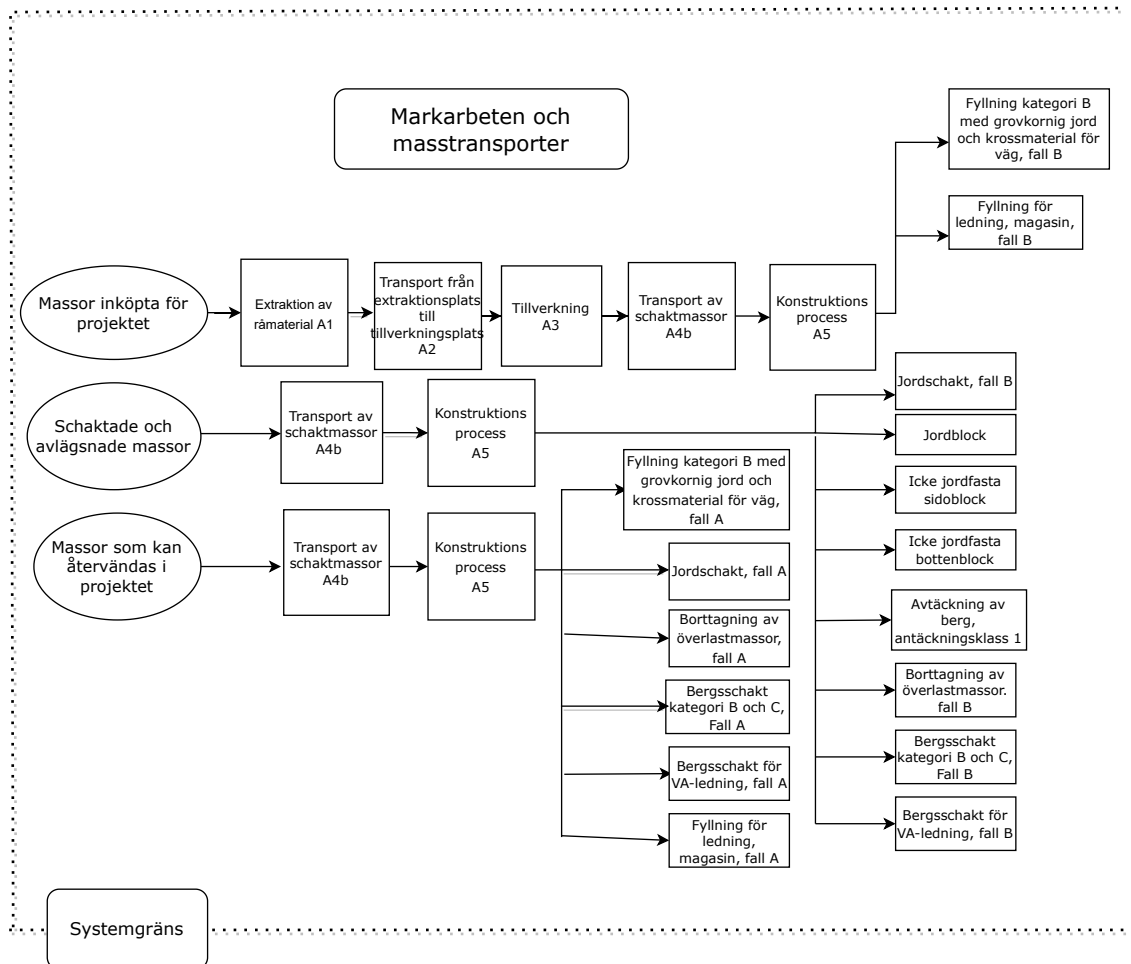 Markarbeten och
masstransporter
Fyllning kategori B
med grovkornig jord
och krossmaterial för
väg, fall B
Fyllning för
ledning, magasin,
fall B
Massor inköpta för
projektet
Extraktion av
råmaterial A1
Transport från
extraktionsplats
till
tillverkningsplats
A2
Tillverkning
A3
Transport av
schaktmassor
A4b
Konstruktions
process
A5
Schaktade och
avlägsnade massor
Transport av
schaktmassor
A4b
Konstruktions
process
A5
Jordschakt, fall B
Jordblock
Icke jordfasta
sidoblock
Icke jordfasta
bottenblock
Avtäckning av
berg,
antäckningsklass 1
Borttagning av
överlastmassor.
fall B
Bergsschakt
kategori B och C,
Fall B
Bergsschakt för
VA-ledning, fall B
Massor som kan
återvändas i
projektet
Transport av
schaktmassor
A4b
Konstruktions
process
A5
Fyllning kategori B med
grovkornig jord och
krossmaterial för väg,
fall A
Jordschakt, fall A
Borttagning av
överlastmassor,
fall A
Bergsschakt
kategori B och C,
Fall A
Bergsschakt för
VA-ledning, fall A
Fyllning för
ledning,
magasin, fall A
Systemgräns